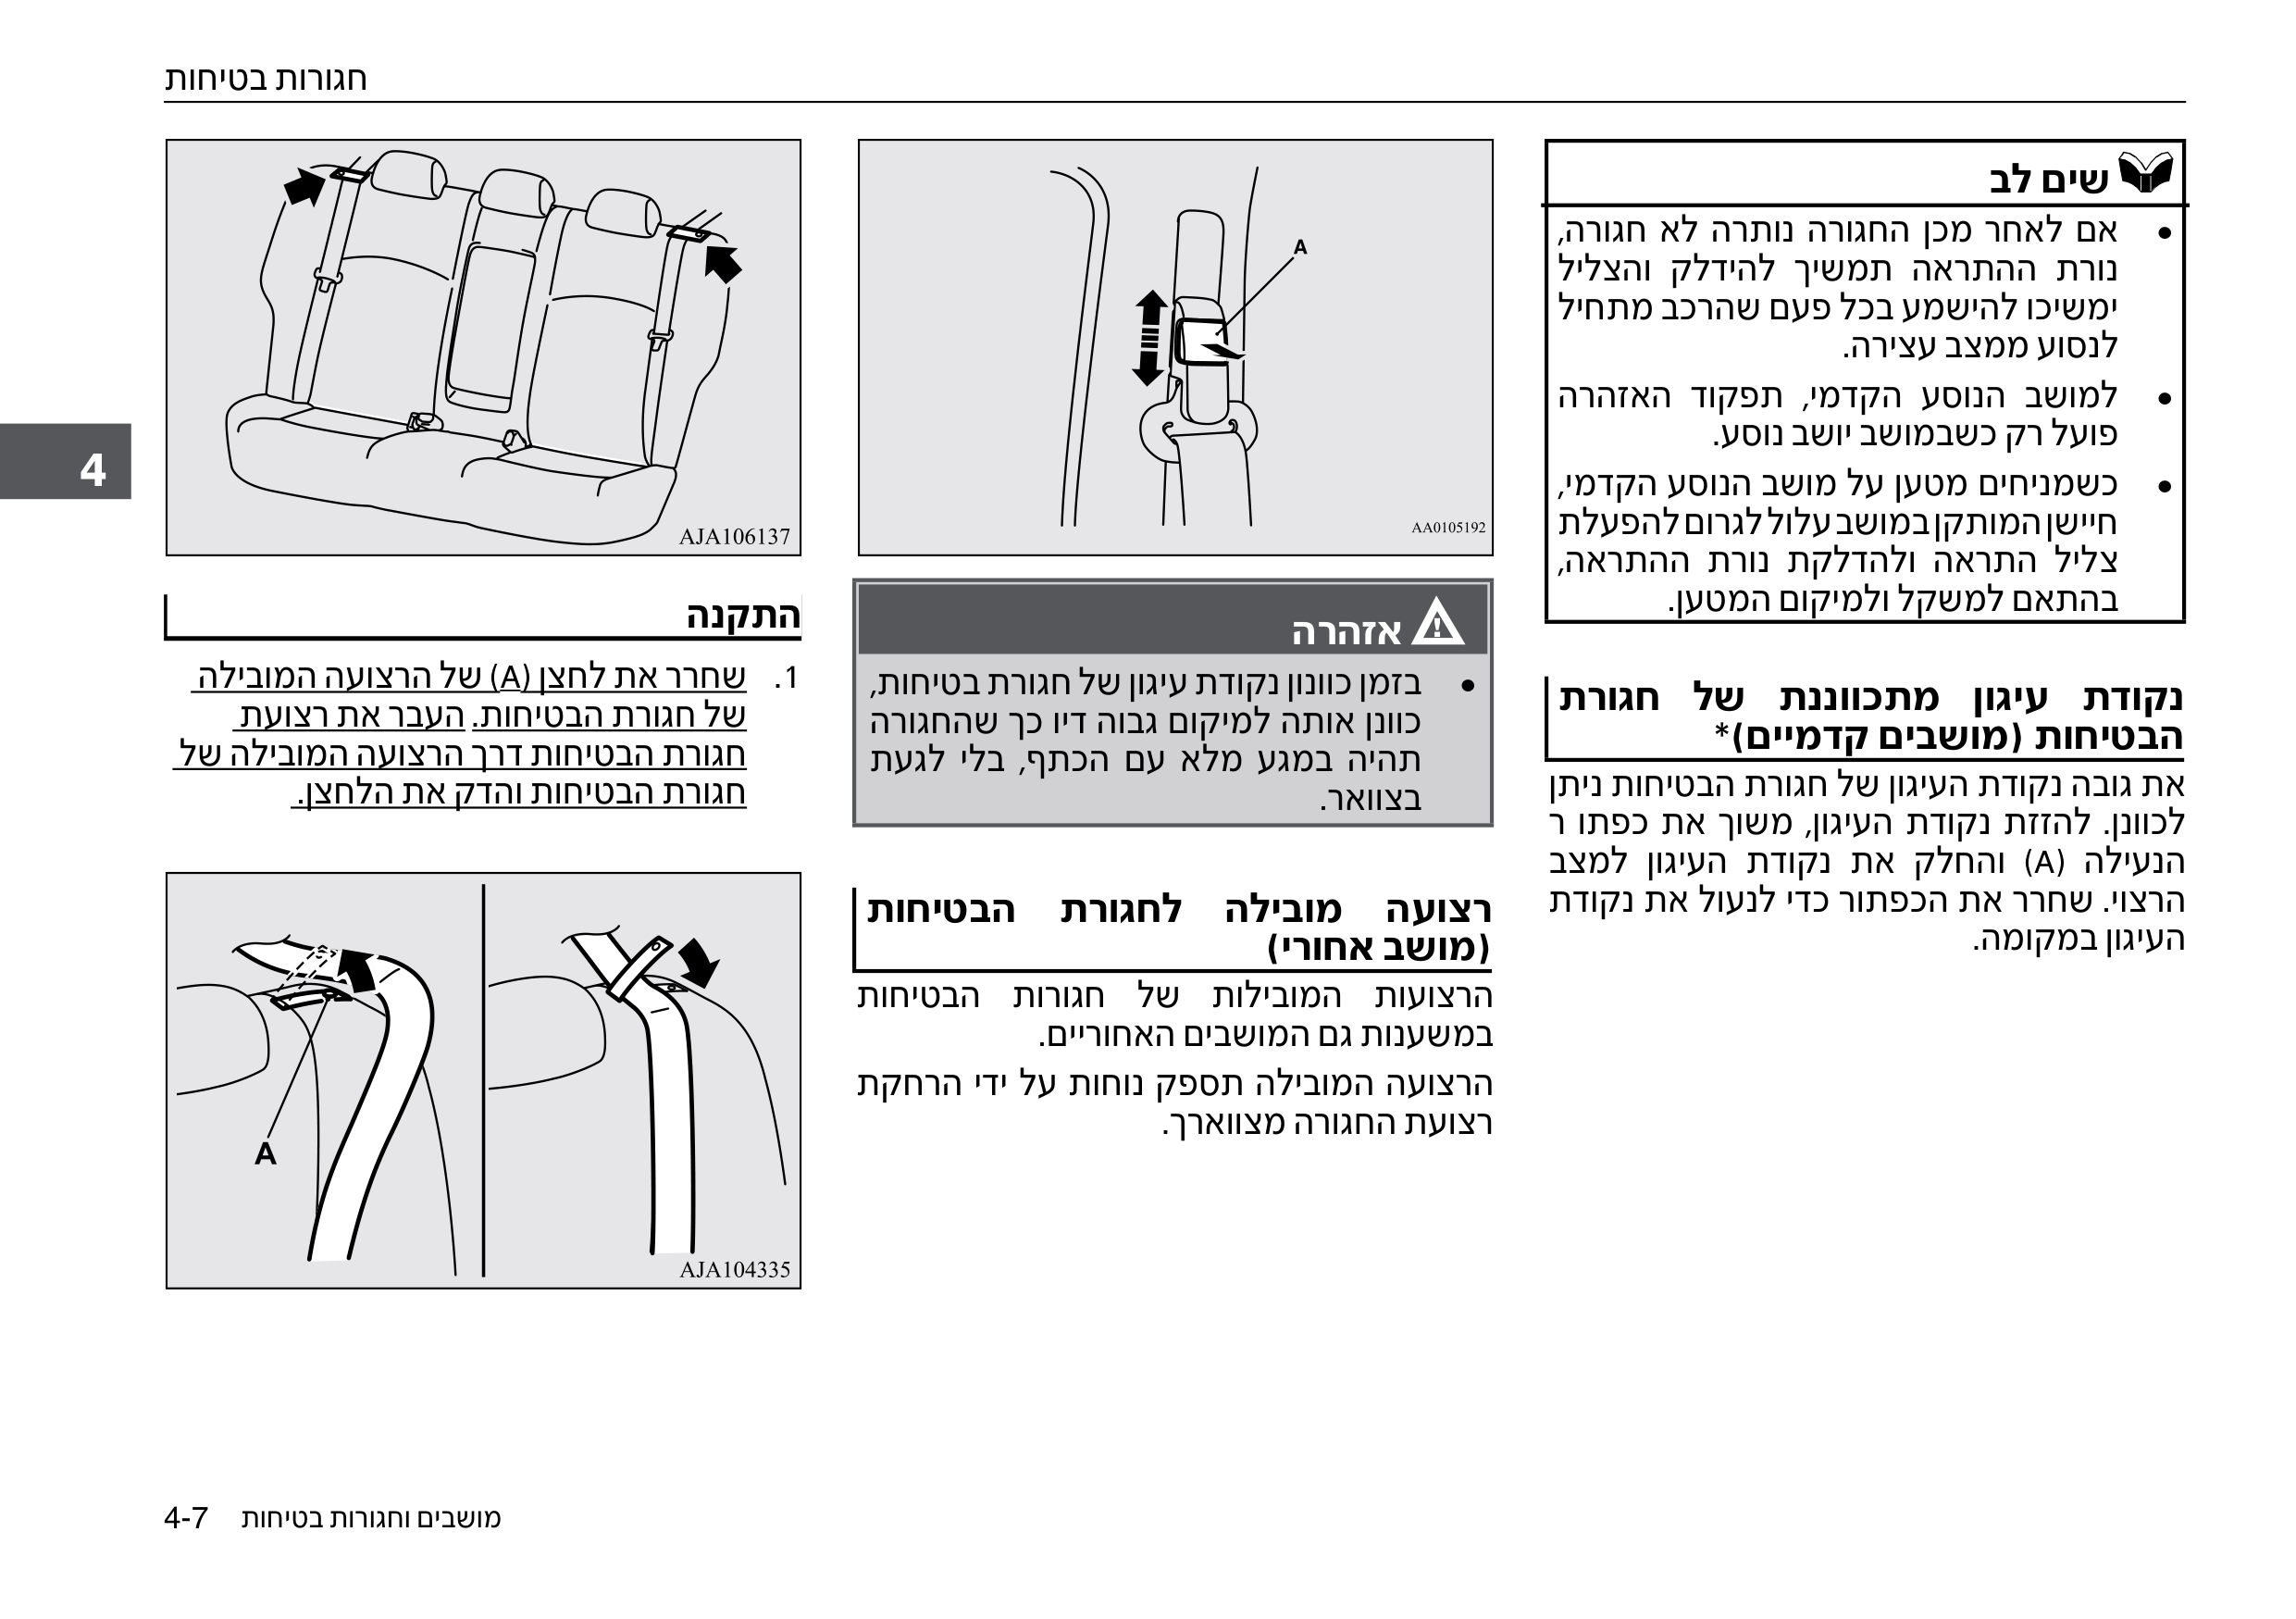 חגורות בטיחות
שים לב
• אם לאחר מכן החגורה נותרה לא חגורה,
נורת ההתראה תמשיך להידלק והצליל
ימשיכו להישמע בכל פעם שהרכב מתחיל
לנסוע ממצב עצירה.
• למושב הנוסע הקדמי, תפקוד האזהרה
פועל רק כשבמושב יושב נוסע.
• כשמניחים מטען על מושב הנוסע הקדמי,
חיישן המותקן במושב עלול לגרום להפעלת
צליל התראה ולהדלקת נורת ההתראה,
בהתאם למשקל ולמיקום המטען.
נקודת עיגון מתכווננת של חגורת
הבטיחות (מושבים קדמיים)*
את גובה נקודת העיגון של חגורת הבטיחות ניתן
לכוונן. להזזת נקודת העיגון, משוך את כפתו ר
הנעילה (A) והחלק את נקודת העיגון למצב
הרצוי. שחרר את הכפתור כדי לנעול את נקודת
העיגון במקומה.
A
AA0105192
אזהרה
• בזמן כוונון נקודת עיגון של חגורת בטיחות,
כוונן אותה למיקום גבוה דיו כך שהחגורה
תהיה במגע מלא עם הכתף, בלי לגעת
בצוואר.
רצועה מובילה לחגורת הבטיחות
(מושב אחורי)
הרצועות המובילות של חגורות הבטיחות
במשענות גם המושבים האחוריים.
הרצועה המובילה תספק נוחות על ידי הרחקת
רצועת החגורה מצווארך.
AJA106137
התקנה
1. שחרר את לחצן (A) של הרצועה המובילה
של חגורת הבטיחות. העבר את רצועת
חגורת הבטיחות דרך הרצועה המובילה של
חגורת הבטיחות והדק את הלחצן.
A
AJA104335
4
מושבים וחגורות בטיחות 4-7